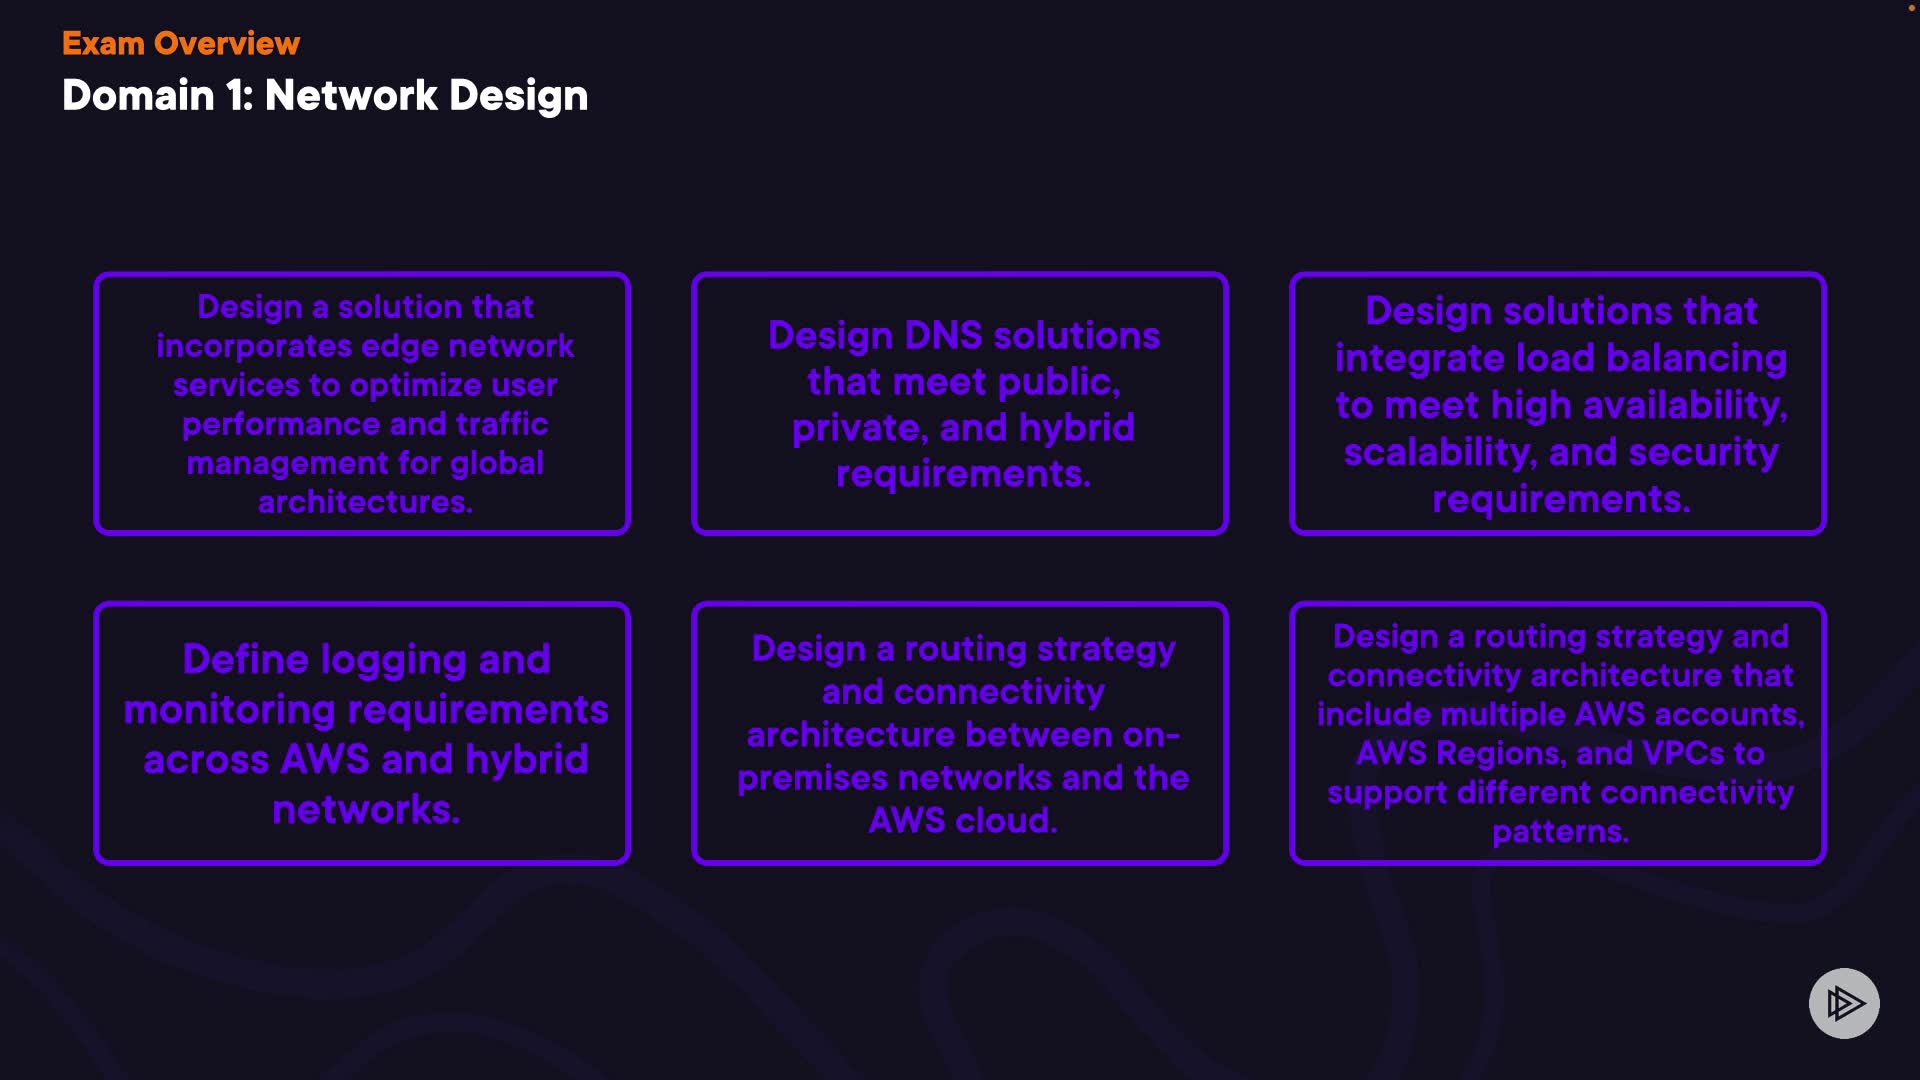 Exam Overview
Domain 1: Network Design
Design a solution that
incorporates edge network
services to optimize user
performance and traffic
management for global
architectures.
Design DNS solutions
that meet public,
private, and hybrid
requirements.
Design solutions that
integrate load balancing
to meet high availability,
scalability, and security
requirements.
Define logging and
monitoring requirements
across AWS and hybrid
networks.
Design a routing strategy
and connectivity
architecture between on-
premises networks and the
AWS cloud.
Design a routing strategy and
connectivity architecture that
include multiple AWS accounts,
AWS Regions, and VPCs to
support different connectivity
patterns.